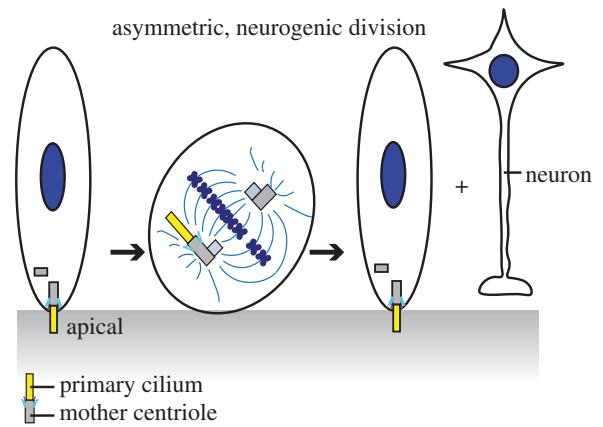 asymmetric, neurogenic division
+
neuron
apical
primary cilium
mother centriole